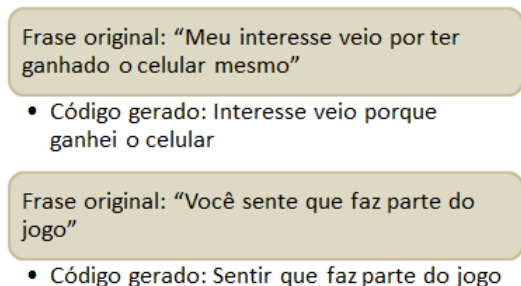 Frase original: “Meu interesse veio por ter
ganhado o celular mesmo”
• Código gerado: Interesse veio porque
ganhei o celular
Frase original: “Você sente que faz parte do
jogo”
• Código gerado: Sentir que faz parte do jogo